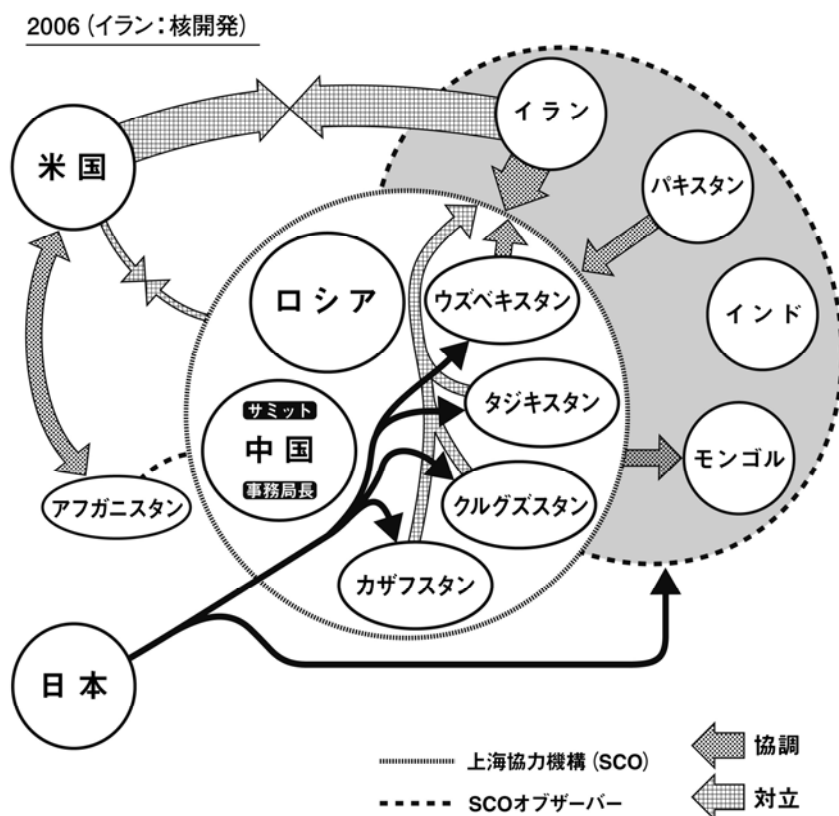 2006 (イラン：核開発)
イラン
米国
パキスタン
ロシア
ウズベキスタン
インド
タジキスタン
サミット
中国
事務局長
モンゴル
アフガニスタン
クルグズスタン
カザフスタン
日本
上海協力機構 (SCO)
協調
SCOオブザーバー
対立